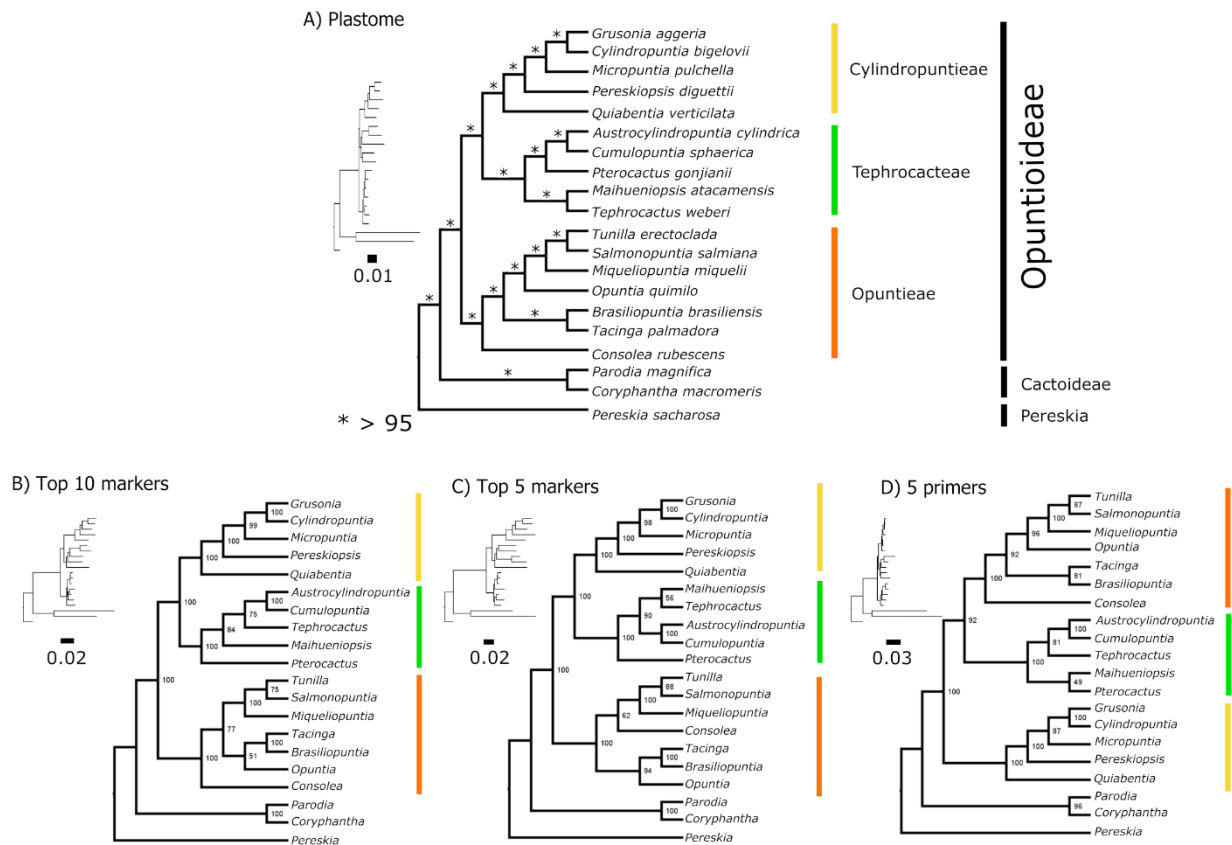 A) Plastome
Grusonia aggeria
Cylindropuntia bigelovii
Micropuntia pulchella
Pereskiopsis diguettii
Quiabentia verticilata
Austrocylindropuntia cylindrica
Cumulopuntia sphaerica
Pterocactus gonjianii
Maihueniopsis atacamensis
Tephrocactus weberi
Tunilla erectoclada
Salmonopuntia salmiana
Miqueliopuntia miquelii
Opuntia quimilo
Brasiliopuntia brasiliensis
Tacinga palmadora
Consolea rubescens
Parodia magnifica
Coryphantha macromeris
Pereskia sacharosa
Cylindropuntieae
Tephrocacteae
Opuntieae
Opuntioideae
Cactoideae
Pereskia
* * * * * * * * * * * * * * * * * *
0.01
* > 95
B) Top 10 markers
Grusonia
100
Cylindropuntia
99
Micropuntia
100
Pereskiopsis
Quiabentia
100
Austrocylindropuntia
100
Cumulopuntia
75
Tephrocactus
84
Maihueniopsis
100
Pterocactus
100
Tunilla
75
Salmonopuntia
100
Miqueliopuntia
77
Tacinga
100
Brasiliopuntia
51
Opuntia
100
Consolea
Parodia
100
Coryphantha
Pereskia
0.02
C) Top 5 markers
Grusonia
100
Cylindropuntia
98
Micropuntia
100
Pereskiopsis
Quiabentia
100
Maihueniopsis
56
Tephrocactus
90
Austrocylindropuntia
100
Cumulopuntia
100
Pterocactus
100
Tunilla
88
Salmonopuntia
100
Miqueliopuntia
62
Consolea
100
Tacinga
100
Brasiliopuntia
94
Opuntia
Parodia
100
Coryphantha
Pereskia
0.02
D) 5 primers
Tunilla
87
Salmonopuntia
100
Miqueliopuntia
96
Opuntia
92
Tacinga
81
Brasiliopuntia
100
Consolea
92
Austrocylindropuntia
100
Cumulopuntia
81
Tephrocactus
100
Maihueniopsis
49
Pterocactus
100
Grusonia
100
Cylindropuntia
87
Micropuntia
100
Pereskiopsis
100
Quiabentia
Parodia
96
Coryphantha
Pereskia
0.03